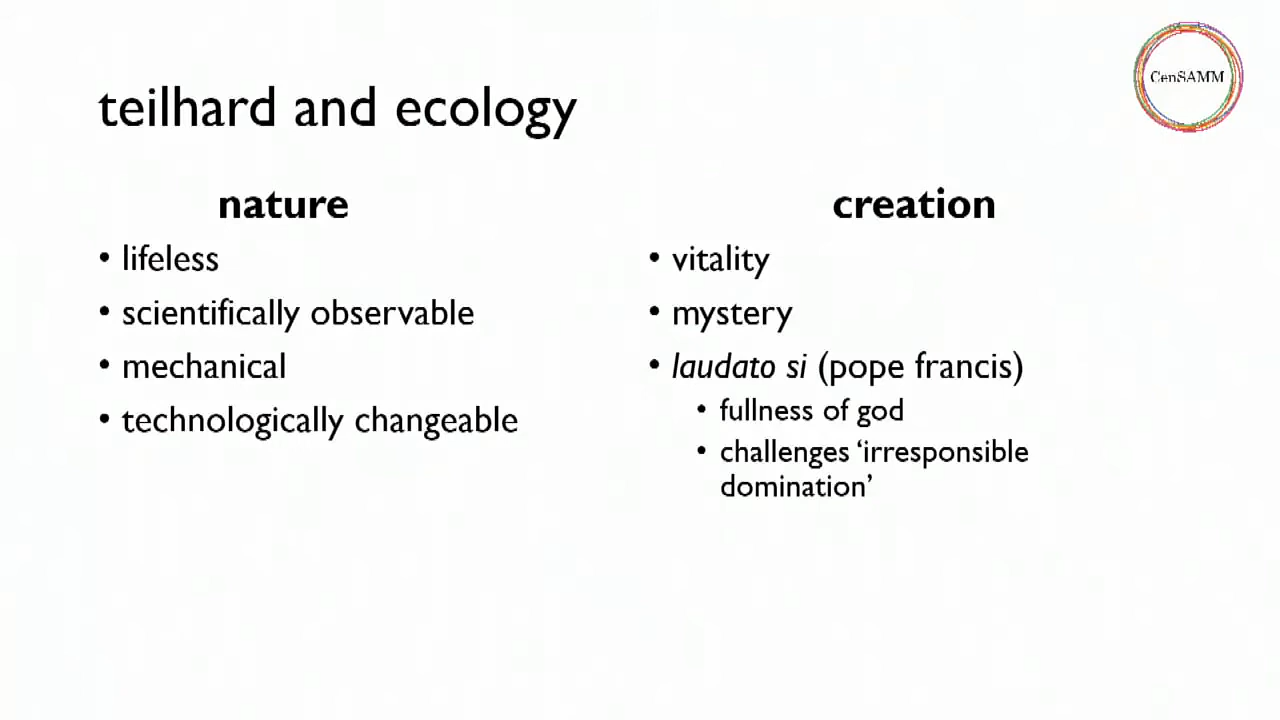 CenSAMM
teilhard and ecology
nature
• lifeless
• scientifically observable
• mechanical
• technologically changeable
creation
• vitality
• mystery
• laudato si (pope francis)
• fullness of god
• challenges ‘irresponsible
domination’